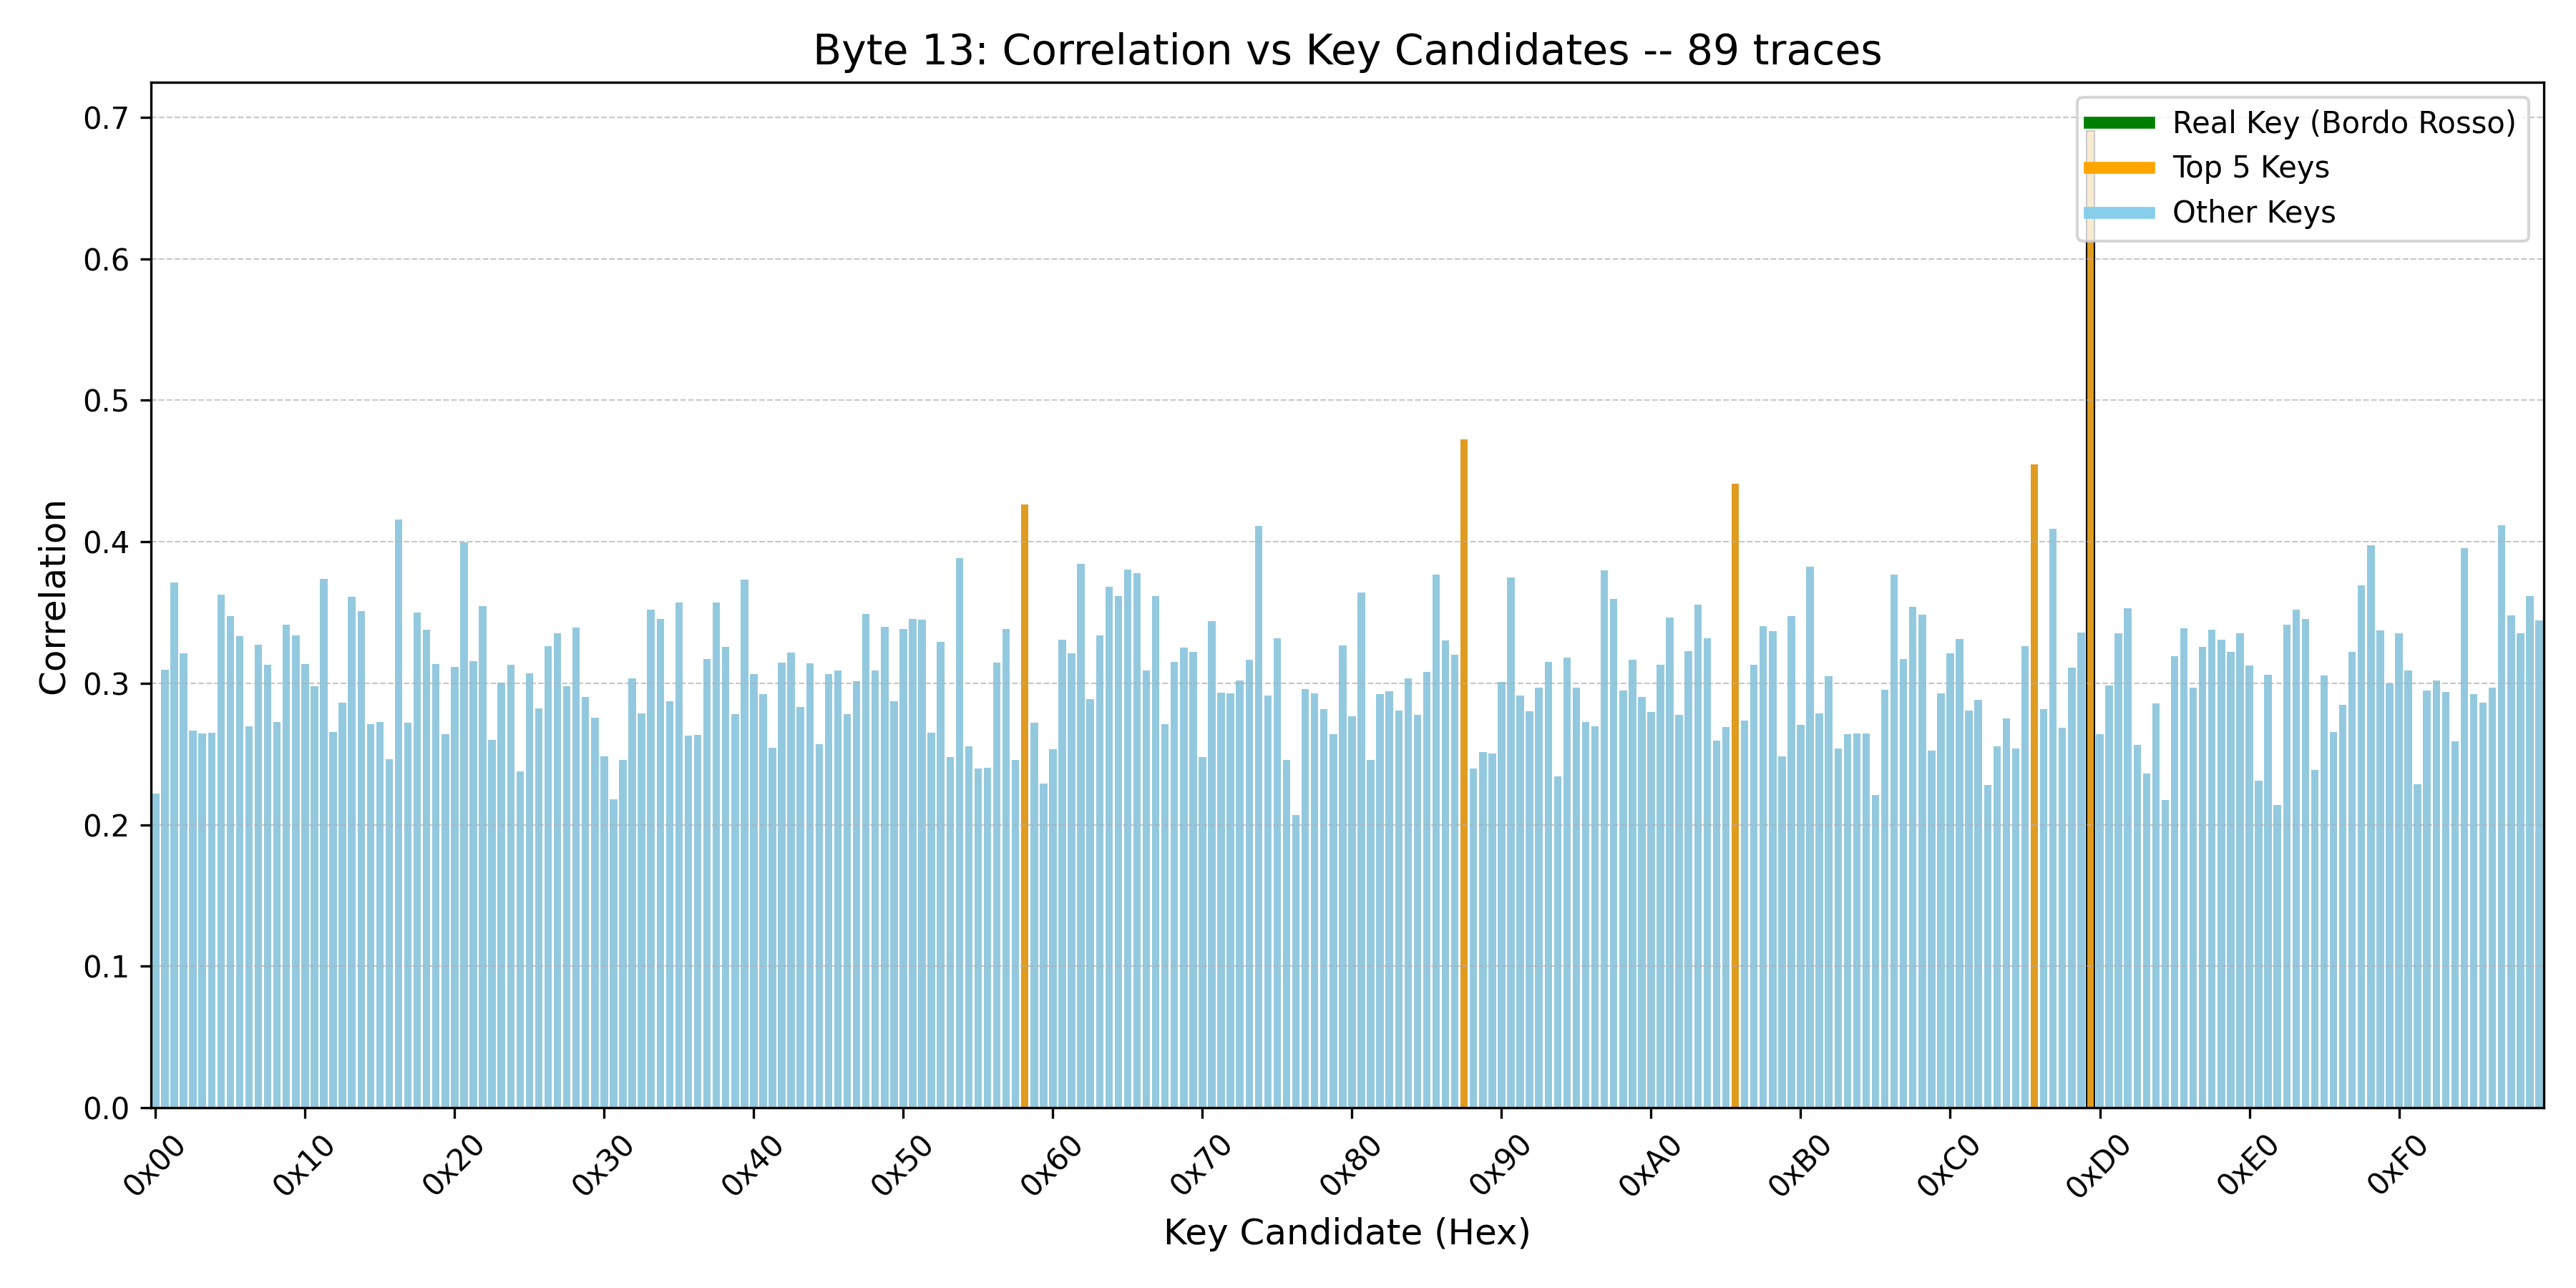 Byte 13: Correlation vs Key Candidates -- 89 traces
Real Key (Bordo Rosso)
Top 5 Keys
Other Keys
Correlation
0.7
0.6
0.5
0.4
0.3
0.2
0.1
0.0
0x00 0x10 0x20 0x30 0x40 0x50 0x60 0x70 0x80 0x90 0xA0 0xB0 0xC0 0xD0 0xE0 0xF0
Key Candidate (Hex)